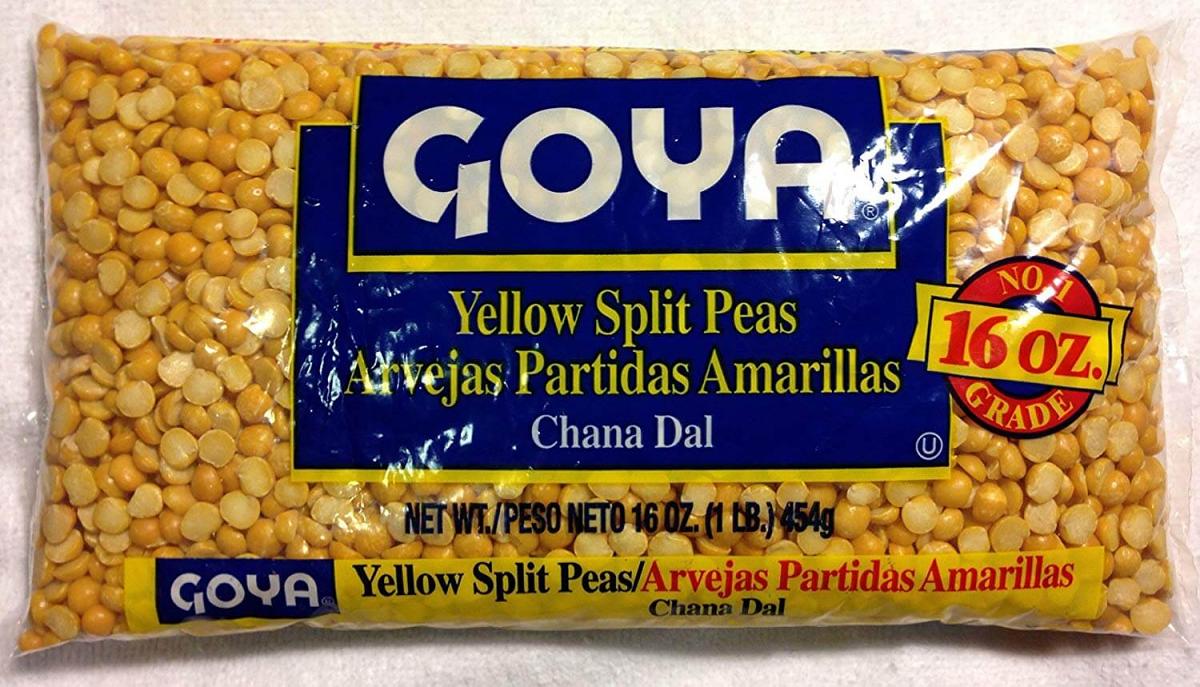 GOYA®
Yellow Split Peas
Arvejas Partidas Amarillas
Chana Dal
U
NO. 1
16 OZ.
GRADE
NET WT./PESO NETO 16 OZ. (1 LB.) 454g
GOYA®
Yellow Split Peas/Arvejas Partidas Amarillas
Chana Dal